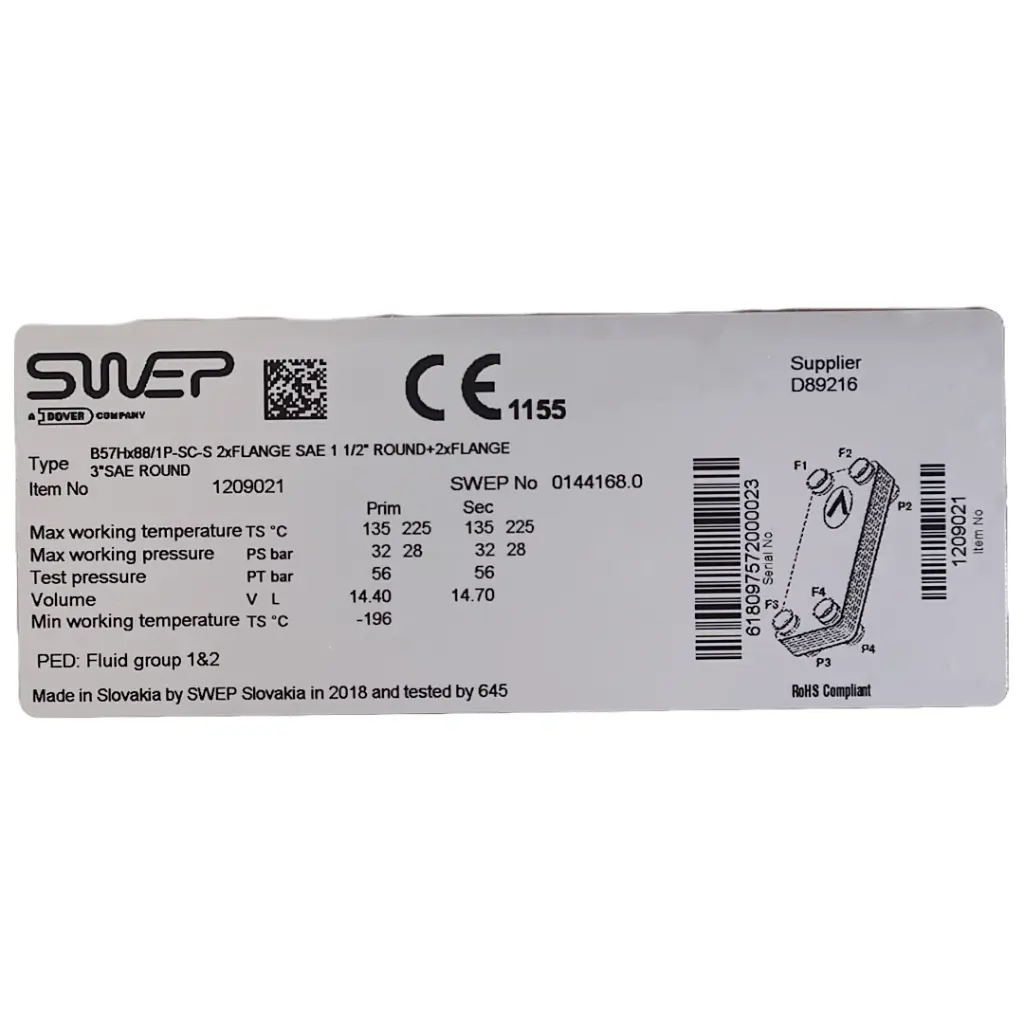 SWEP
A DOVER COMPANY
CE 1155
Supplier
D89216
Type B57Hx88/1P-SC-S 2xFLANGE SAE 1 1/2" ROUND+2xFLANGE
3"SAE ROUND
Item No 1209021 SWEP No 0144168.0
Prim Sec
Max working temperature TS °C 135 225 135 225
Max working pressure PS bar 32 28 32 28
Test pressure PT bar 56 56
Volume V L 14.40 14.70
Min working temperature TS °C -196
PED: Fluid group 1&2
Made in Slovakia by SWEP Slovakia in 2018 and tested by 645
618097572000023
Serial No
F1
F2
P2
F3
F4
P3
P4
RoHS Compliant
1209021
Item No